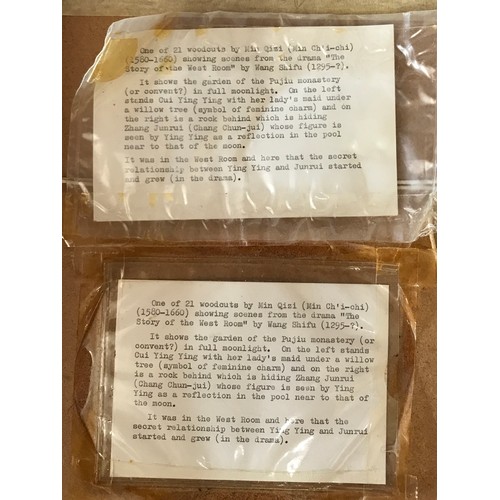 One of 21 woodcuts by Min Qizi (Min Ch'i-chi)
(1580-1660) showing scenes from the drama "The
Story of the West Room" by Wang Shifu (1295-?).
It shows the garden of the Pujiu monastery
(or convent?) in full moonlight. On the left
stands Cui Ying Ying with her lady's maid under
a willow tree (symbol of feminine charm) and on
the right is a rock behind which is hiding
Zhang Junrui (Chang Chun-jui) whose figure is
seen by Ying Ying as a reflection in the pool
near to that of the moon.
It was in the West Room and here that the secret
relationship between Ying Ying and Junrui started
and grew (in the drama).
One of 21 woodcuts by Min Qizi (Min Ch'i-chi)
(1580-1660) showing scenes from the drama "The
Story of the West Room" by Wang Shifu (1295-?).
It shows the garden of the Pujiu monastery (or
convent?) in full moonlight. On the left stands
Cui Ying Ying with her lady's maid under a willow
tree (symbol of feminine charm) and on the right
is a rock behind which is hiding Zhang Junrui
(Chang Chun-jui) whose figure is seen by Ying
Ying as a reflection in the pool near to that of
the moon.
It was in the West Room and here that the
secret relationship between Ying Ying and Junrui
started and grew (in the drama).